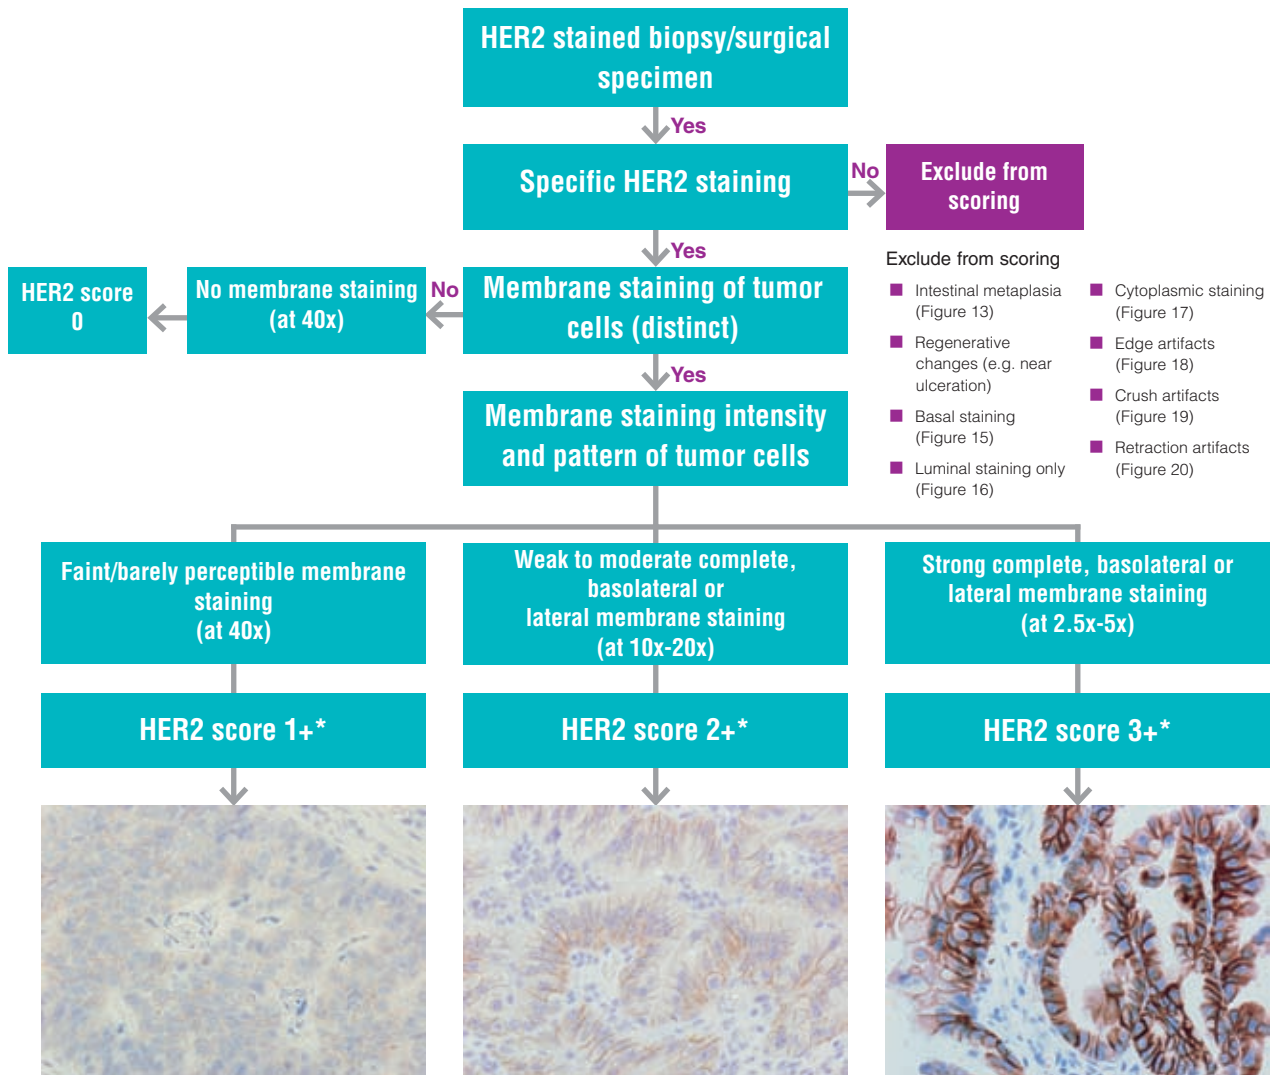 HER2 stained biopsy/surgical
specimen
Yes
Specific HER2 staining
No
Exclude from
scoring
Yes
Exclude from scoring
Intestinal metaplasia
(Figure 13)
Regenerative
changes (e.g. near
ulceration)
Basal staining
(Figure 15)
Luminal staining only
(Figure 16)
Cytoplasmic staining
(Figure 17)
Edge artifacts
(Figure 18)
Crush artifacts
(Figure 19)
Retraction artifacts
(Figure 20)
Membrane staining of tumor
cells (distinct)
No
No membrane staining
(at 40x)
HER2 score
0
Yes
Membrane staining intensity
and pattern of tumor cells
Faint/barely perceptible membrane
staining
(at 40x)
Weak to moderate complete,
basolateral or
lateral membrane staining
(at 10x-20x)
Strong complete, basolateral or
lateral membrane staining
(at 2.5x-5x)
HER2 score 1+*
HER2 score 2+*
HER2 score 3+*